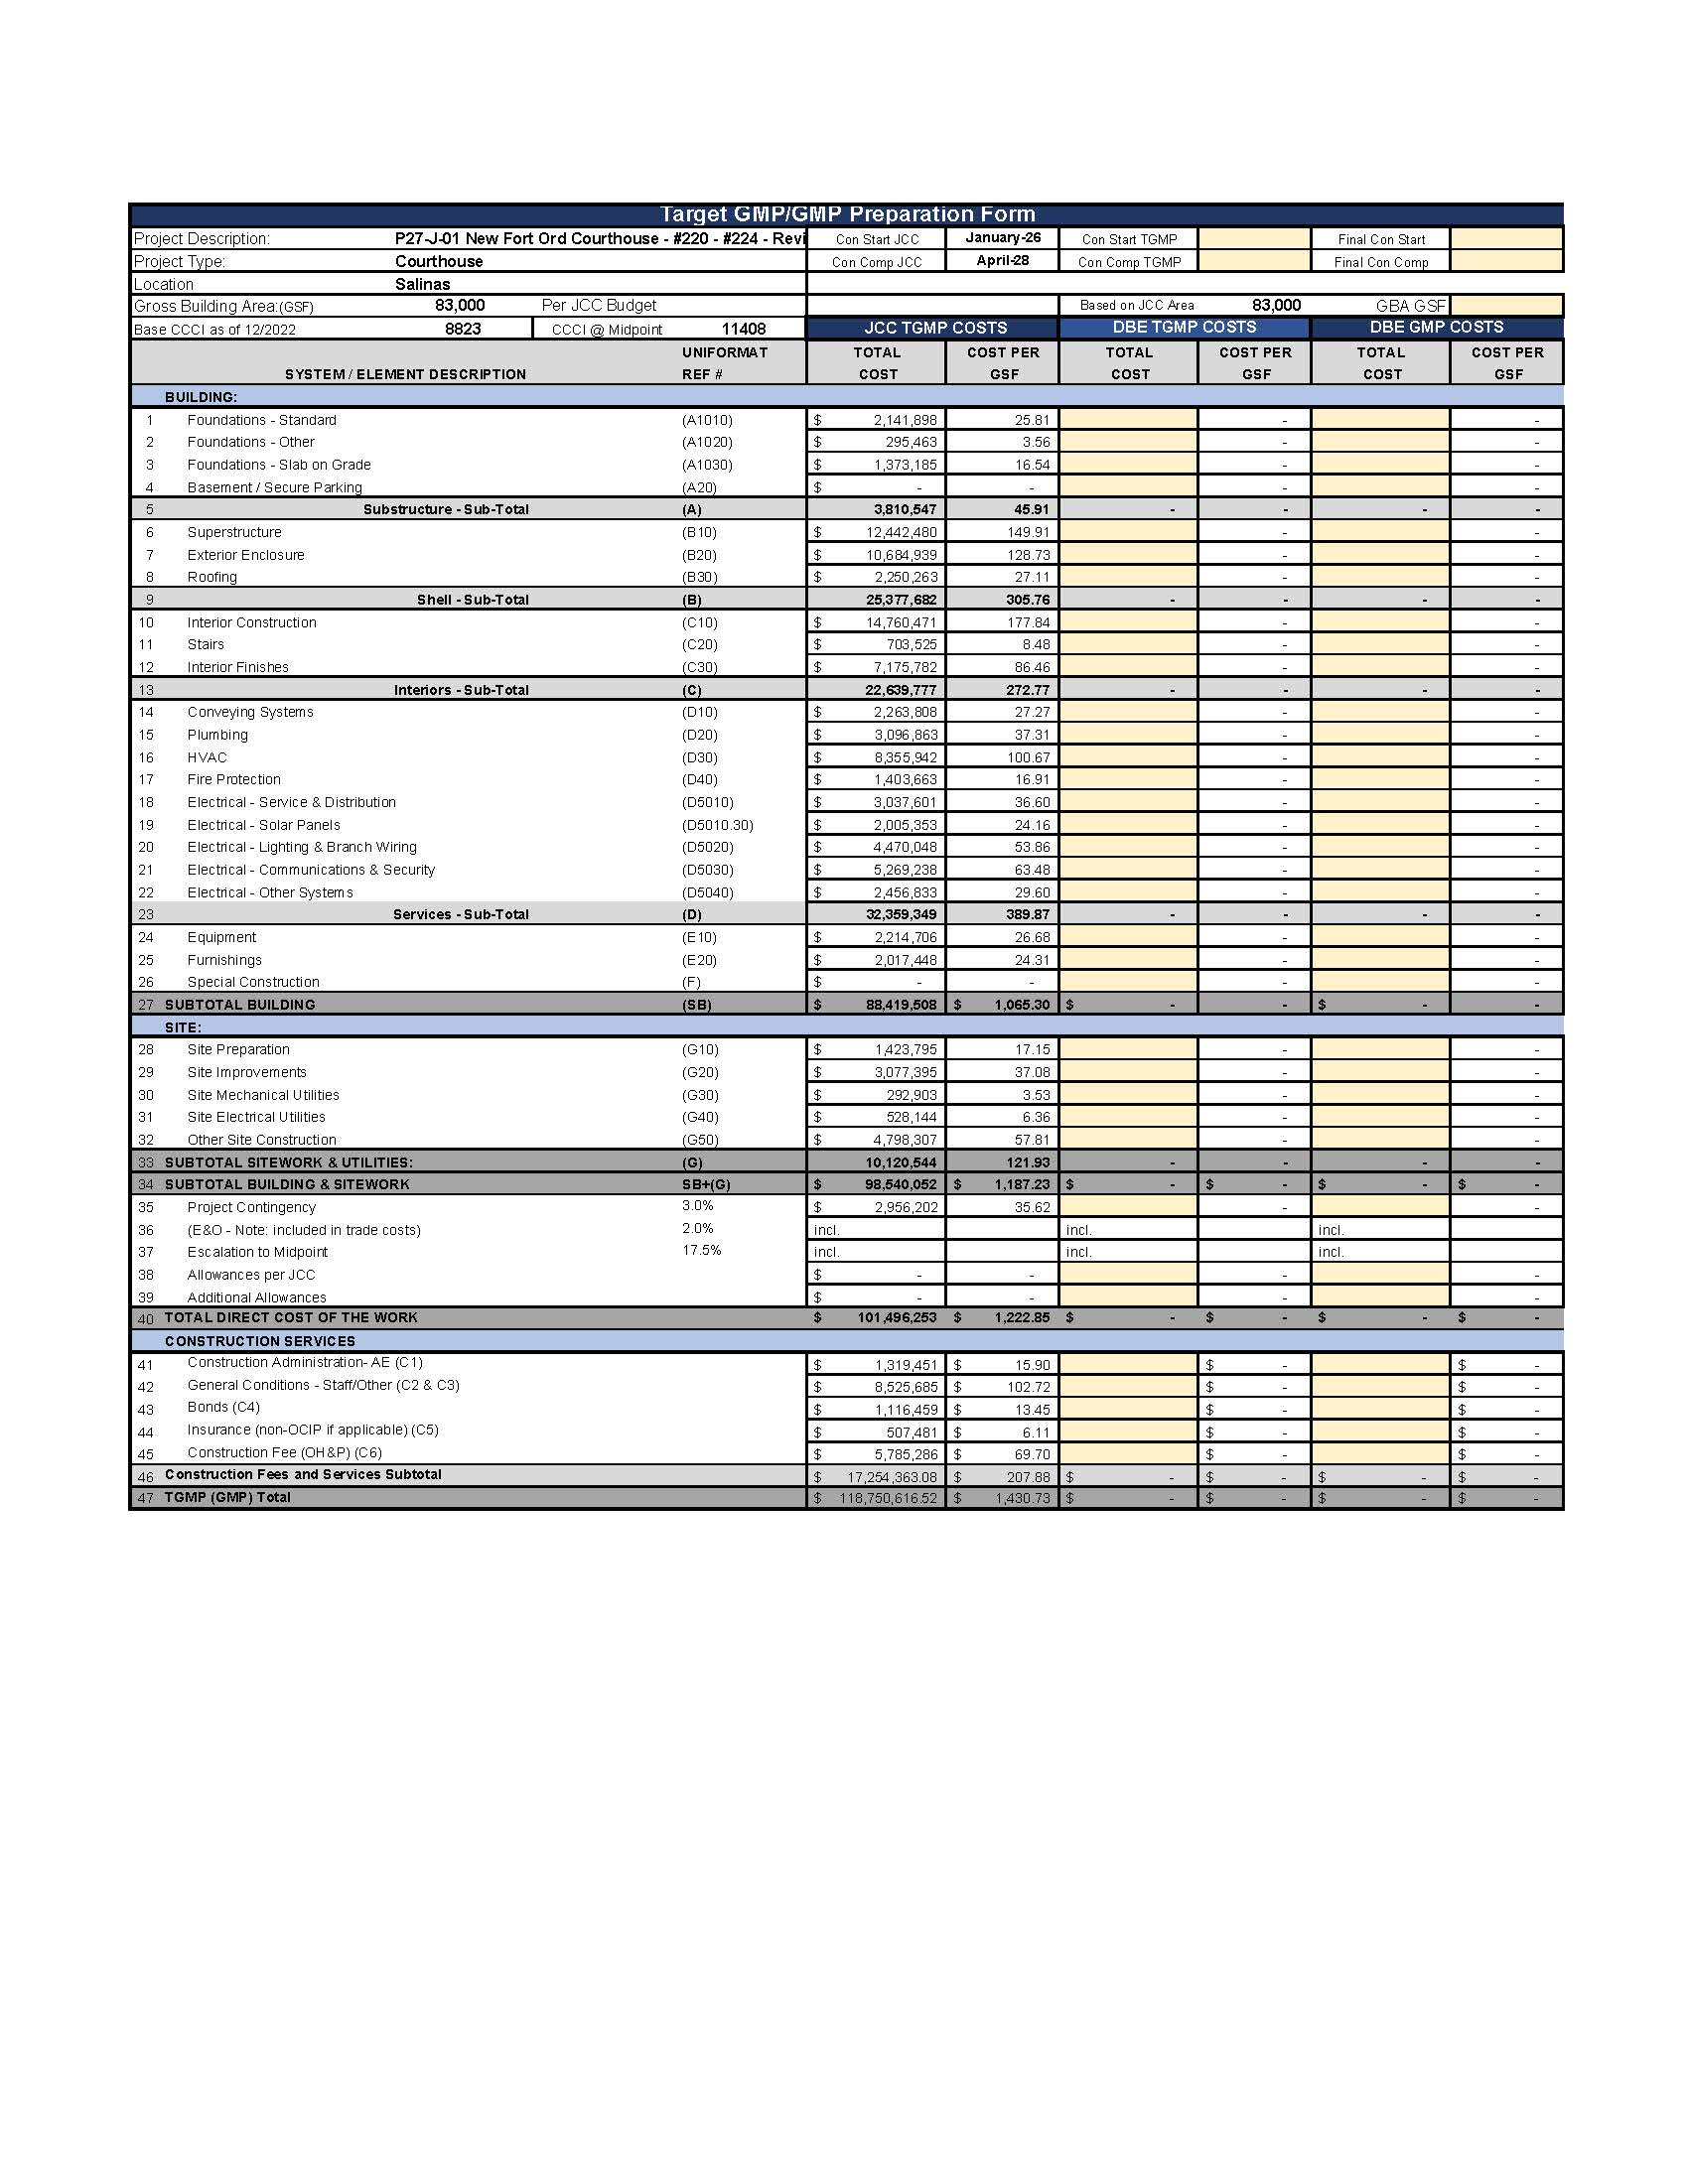 Target GMP/GMP Preparation Form
Project Description: P27-J-01 New Fort Ord Courthouse - #220 - #224 - Revi Con Start JCC January-26 Con Start TGMP Final Con Start
Project Type: Courthouse Con Comp JCC April-28 Con Comp TGMP Final Con Comp
Location Salinas
Gross Building Area:(GSF) 83,000 Per JCC Budget Based on JCC Area 83,000 GBA GSF
Base CCCI as of 12/2022 8823 CCCI @ Midpoint 11408 JCC TGMP COSTS DBE TGMP COSTS DBE GMP COSTS
UNIFORMAT TOTAL COST PER TOTAL COST PER TOTAL COST PER
SYSTEM / ELEMENT DESCRIPTION REF # COST GSF COST GSF COST GSF
BUILDING:
1 Foundations - Standard (A1010) $ 2,141,898 25.81 - -
2 Foundations - Other (A1020) $ 295,463 3.56 - -
3 Foundations - Slab on Grade (A1030) $ 1,373,185 16.54 - -
4 Basement / Secure Parking (A20) $ - - - -
5 Substructure - Sub-Total (A) 3,810,547 45.91 - - - -
6 Superstructure (B10) $ 12,442,480 149.91 - -
7 Exterior Enclosure (B20) $ 10,684,939 128.73 - -
8 Roofing (B30) $ 2,250,263 27.11 - -
9 Shell - Sub-Total (B) 25,377,682 305.76 - - - -
10 Interior Construction (C10) $ 14,760,471 177.84 - -
11 Stairs (C20) $ 703,525 8.48 - -
12 Interior Finishes (C30) $ 7,175,782 86.46 - -
13 Interiors - Sub-Total (C) 22,639,777 272.77 - - - -
14 Conveying Systems (D10) $ 2,263,808 27.27 - -
15 Plumbing (D20) $ 3,096,863 37.31 - -
16 HVAC (D30) $ 8,355,942 100.67 - -
17 Fire Protection (D40) $ 1,403,663 16.91 - -
18 Electrical - Service & Distribution (D5010) $ 3,037,601 36.60 - -
19 Electrical - Solar Panels (D5010.30) $ 2,005,353 24.16 - -
20 Electrical - Lighting & Branch Wiring (D5020) $ 4,470,048 53.86 - -
21 Electrical - Communications & Security (D5030) $ 5,269,238 63.48 - -
22 Electrical - Other Systems (D5040) $ 2,456,833 29.60 - -
23 Services - Sub-Total (D) 32,359,349 389.87 - - - -
24 Equipment (E10) $ 2,214,706 26.68 - -
25 Furnishings (E20) $ 2,017,448 24.31 - -
26 Special Construction (F) $ - - - -
27 SUBTOTAL BUILDING (SB) $ 88,419,508 $ 1,065.30 $ - - $ - -
SITE:
28 Site Preparation (G10) $ 1,423,795 17.15 - -
29 Site Improvements (G20) $ 3,077,395 37.08 - -
30 Site Mechanical Utilities (G30) $ 292,903 3.53 - -
31 Site Electrical Utilities (G40) $ 528,144 6.36 - -
32 Other Site Construction (G50) $ 4,798,307 57.81 - -
33 SUBTOTAL SITEWORK & UTILITIES: (G) 10,120,544 121.93 - - - -
34 SUBTOTAL BUILDING & SITEWORK SB+(G) $ 98,540,052 $ 1,187.23 $ - $ - $ - $ -
35 Project Contingency 3.0% $ 2,956,202 35.62 - -
36 (E&O - Note: included in trade costs) 2.0% incl. incl. incl.
37 Escalation to Midpoint 17.5% incl. incl. incl.
38 Allowances per JCC $ - - - -
39 Additional Allowances $ - - - -
40 TOTAL DIRECT COST OF THE WORK $ 101,496,253 $ 1,222.85 $ - $ - $ - $ -
CONSTRUCTION SERVICES
41 Construction Administration- AE (C1) $ 1,319,451 $ 15.90 $ - $ -
42 General Conditions - Staff/Other (C2 & C3) $ 8,525,685 $ 102.72 $ - $ -
43 Bonds (C4) $ 1,116,459 $ 13.45 $ - $ -
44 Insurance (non-OCIP if applicable) (C5) $ 507,481 $ 6.11 $ - $ -
45 Construction Fee (OH&P) (C6) $ 5,785,286 $ 69.70 $ - $ -
46 Construction Fees and Services Subtotal $ 17,254,363.08 $ 207.88 $ - $ - $ - $ -
47 TGMP (GMP) Total $ 118,750,616.52 $ 1,430.73 $ - $ - $ - $ -